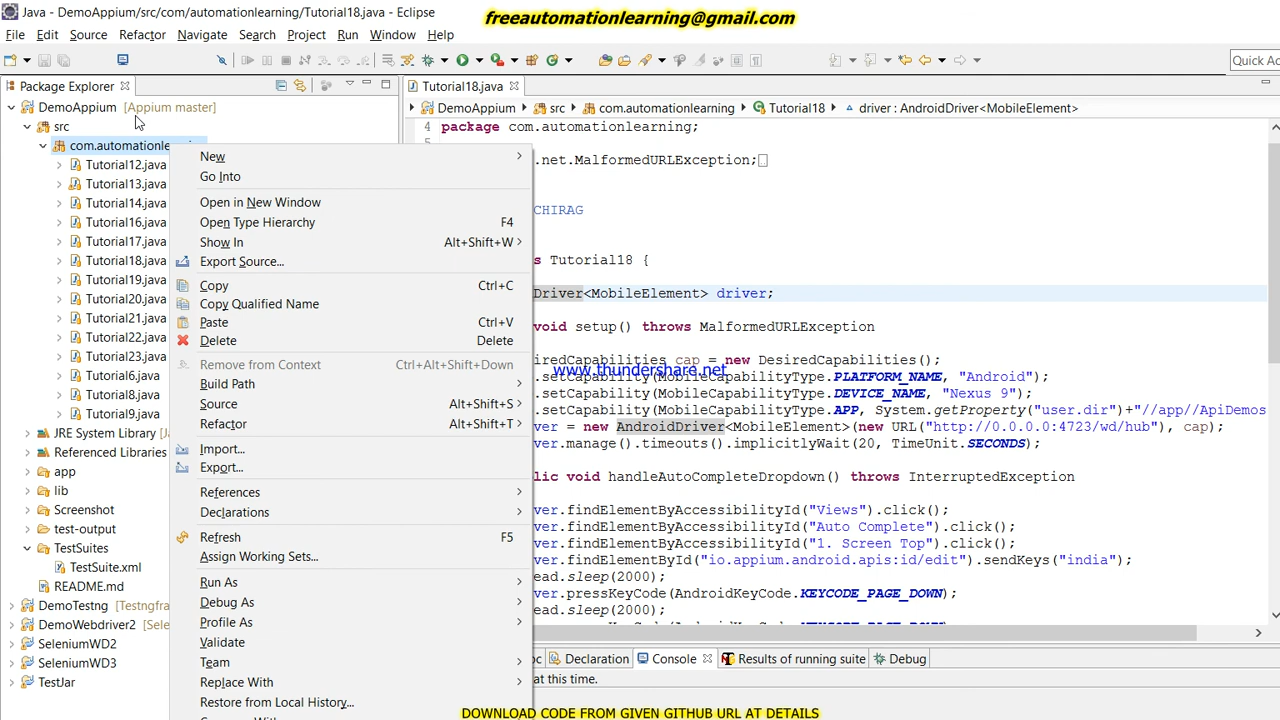 Java - DemoAppium/src/com/automationlearning/Tutorial18.java - Eclipse
freeautomationlearning@gmail.com
File Edit Source Refactor Navigate Search Project Run Window Help
Quick Ac
Package Explorer
Tutorial18.java
DemoAppium [Appium master]
DemoAppium src com.automationlearning Tutorial18 driver : AndroidDriver<MobileElement>
src
4 package com.automationlearning;
com.automationle
New
.net.MalformedURLException;
Tutorial12.java
Go Into
Tutorial13.java
Tutorial14.java
Open in New Window
CHIRAG
Tutorial16.java
Open Type Hierarchy F4
Tutorial17.java
Show In Alt+Shift+W
Tutorial18.java
Export Source...
s Tutorial18 {
Tutorial19.java
Copy Ctrl+C
Driver<MobileElement> driver;
Tutorial20.java
Copy Qualified Name
Tutorial21.java
Paste Ctrl+V
void setup() throws MalformedURLException
Tutorial22.java
Delete Delete
Tutorial23.java
Remove from Context Ctrl+Alt+Shift+Down
iredCapabilities cap = new DesiredCapabilities();
www.thundershare.net
Tutorial6.java
Build Path
.setCapability(MobileCapabilityType.PLATFORM_NAME, "Android");
Tutorial8.java
.setCapability(MobileCapabilityType.DEVICE_NAME, "Nexus 9");
Source Alt+Shift+S
Tutorial9.java
.setCapability(MobileCapabilityType.APP, System.getProperty("user.dir")+"//app//ApiDemos
Refactor Alt+Shift+T
ver = new AndroidDriver<MobileElement>(new URL("http://0.0.0.0:4723/wd/hub"), cap);
JRE System Library [Ja
ver.manage().timeouts().implicitlyWait(20, TimeUnit.SECONDS);
Referenced Libraries
Import...
app
Export...
lic void handleAutoCompleteDropdown() throws InterruptedException
lib
References
Screenshot
Declarations
ver.findElementByAccessibilityId("Views").click();
test-output
ver.findElementByAccessibilityId("Auto Complete").click();
TestSuites
Refresh F5
ver.findElementByAccessibilityId("1. Screen Top").click();
TestSuite.xml
Assign Working Sets...
ver.findElementById("io.appium.android.apis:id/edit").sendKeys("india");
README.md
Run As
ead.sleep(2000);
DemoTestng [Testngfra
Debug As
ver.pressKeyCode(AndroidKeyCode.KEYCODE_PAGE_DOWN);
DemoWebdriver2 [Sele
Profile As
ead.sleep(2000);
SeleniumWD2
Validate
SeleniumWD3
Team
oc Declaration Console Results of running suite Debug
TestJar
Replace With
at this time.
Restore from Local History...
DOWNLOAD CODE FROM GIVEN GITHUB URL AT DETAILS